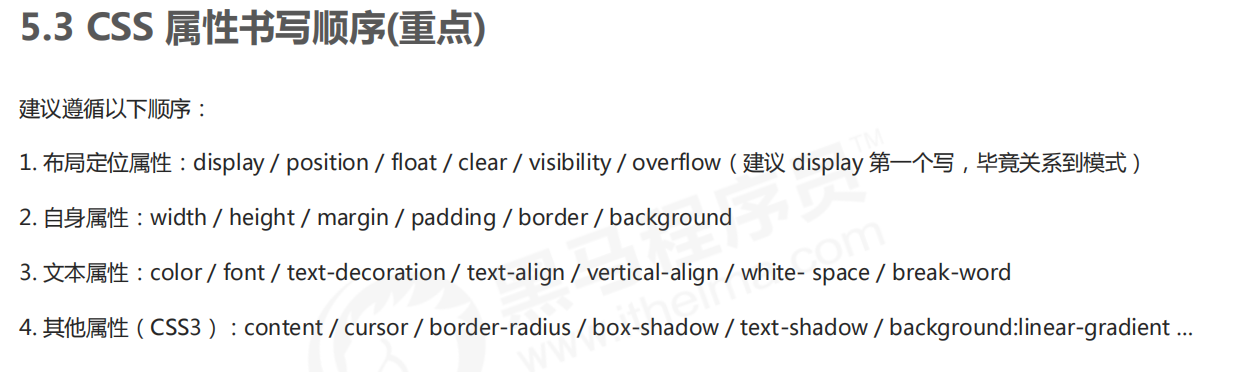 5.3 CSS 属性书写顺序(重点)
建议遵循以下顺序：
1. 布局定位属性：display / position / float / clear / visibility / overflow（建议 display 第一个写，毕竟关系到模式）
2. 自身属性：width / height / margin / padding / border / background
3. 文本属性：color / font / text-decoration / text-align / vertical-align / white- space / break-word
4. 其他属性（CSS3）：content / cursor / border-radius / box-shadow / text-shadow / background:linear-gradient …
黑马程序员™
www.itheima.com